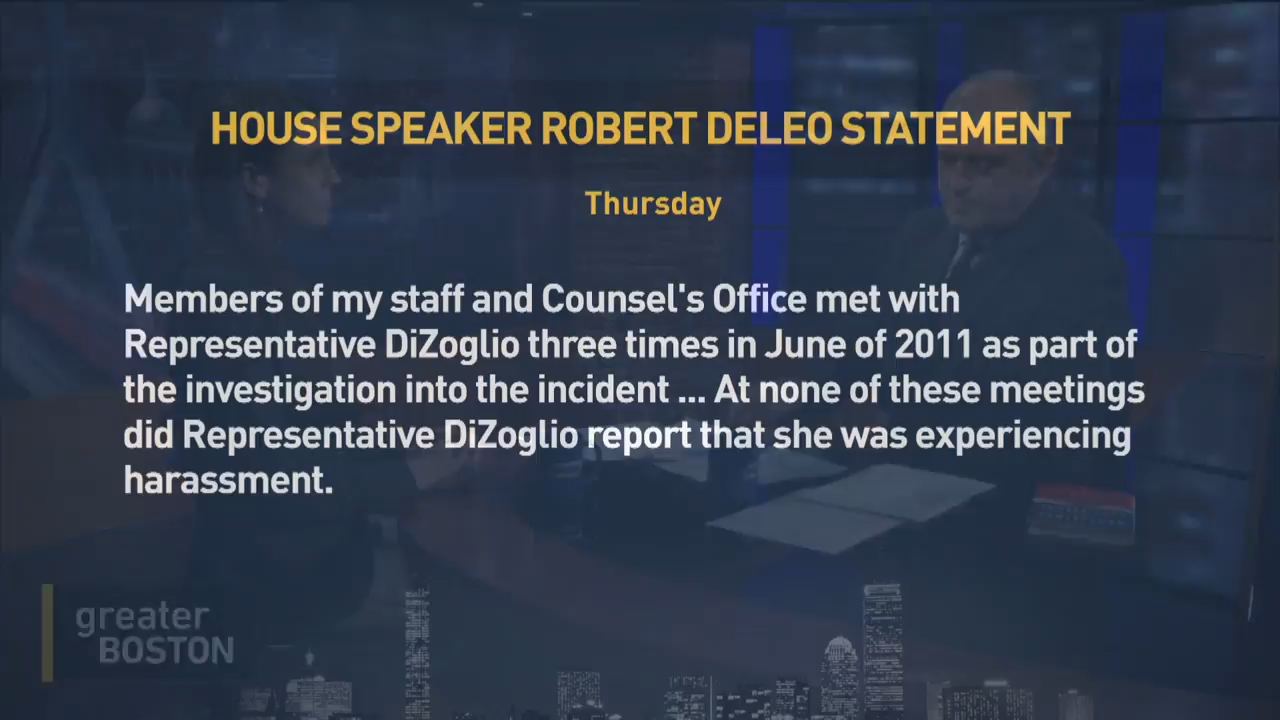 HOUSE SPEAKER ROBERT DELEO STATEMENT
Thursday
Members of my staff and Counsel's Office met with
Representative DiZoglio three times in June of 2011 as part of
the investigation into the incident ... At none of these meetings
did Representative DiZoglio report that she was experiencing
harassment.
greater
BOSTON